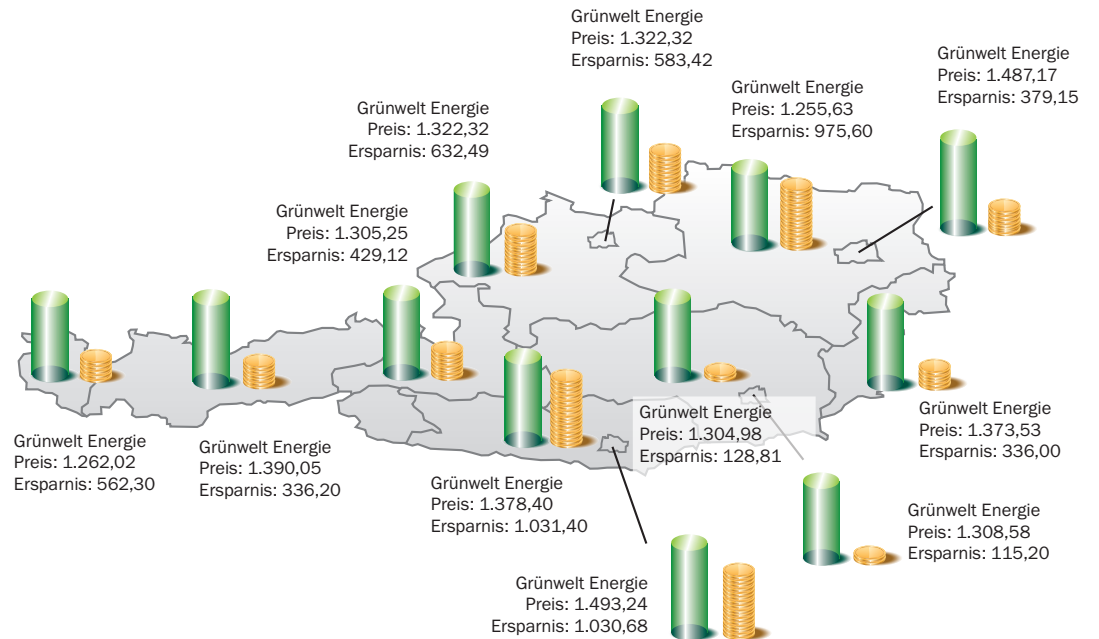 Grünwelt Energie
Preis: 1.322,32
Ersparnis: 583,42
Grünwelt Energie
Preis: 1.487,17
Ersparnis: 379,15
Grünwelt Energie
Preis: 1.255,63
Ersparnis: 975,60
Grünwelt Energie
Preis: 1.322,32
Ersparnis: 632,49
Grünwelt Energie
Preis: 1.305,25
Ersparnis: 429,12
Grünwelt Energie
Preis: 1.262,02
Ersparnis: 562,30
Grünwelt Energie
Preis: 1.390,05
Ersparnis: 336,20
Grünwelt Energie
Preis: 1.378,40
Ersparnis: 1.031,40
Grünwelt Energie
Preis: 1.304,98
Ersparnis: 128,81
Grünwelt Energie
Preis: 1.373,53
Ersparnis: 336,00
Grünwelt Energie
Preis: 1.308,58
Ersparnis: 115,20
Grünwelt Energie
Preis: 1.493,24
Ersparnis: 1.030,68